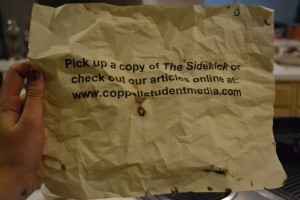 Pick up a copy of The Sidekick or
check out our articles online at:
www.coppellstudentmedia.com